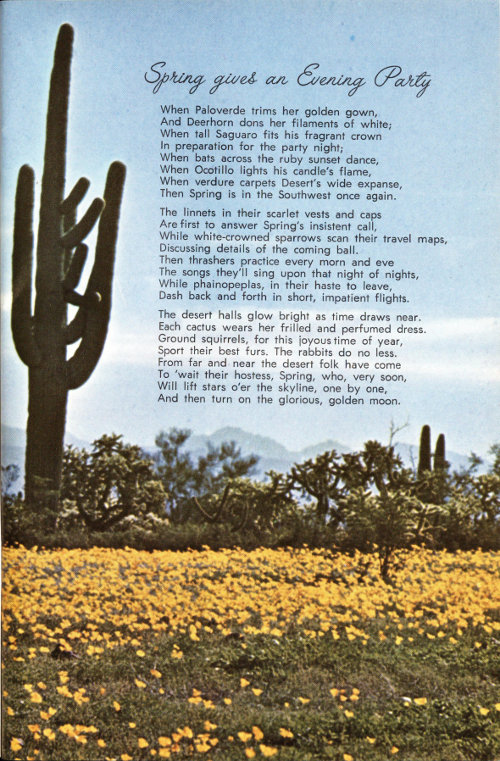 Spring gives an Evening Party
When Paloverde trims her golden gown,
And Deerhorn dons her filaments of white;
When tall Saguaro fits his fragrant crown
In preparation for the party night;
When bats across the ruby sunset dance,
When Ocotillo lights his candle's flame,
When verdure carpets Desert's wide expanse,
Then Spring is in the Southwest once again.
The linnets in their scarlet vests and caps
Are first to answer Spring's insistent call,
While white-crowned sparrows scan their travel maps,
Discussing details of the coming ball.
Then thrashers practice every morn and eve
The songs they'll sing upon that night of nights,
While phainopeplas, in their haste to leave,
Dash back and forth in short, impatient flights.
The desert halls glow bright as time draws near.
Each cactus wears her frilled and perfumed dress.
Ground squirrels, for this joyous time of year,
Sport their best furs. The rabbits do no less.
From far and near the desert folk have come
To 'wait their hostess, Spring, who, very soon,
Will lift stars o'er the skyline, one by one,
And then turn on the glorious, golden moon.